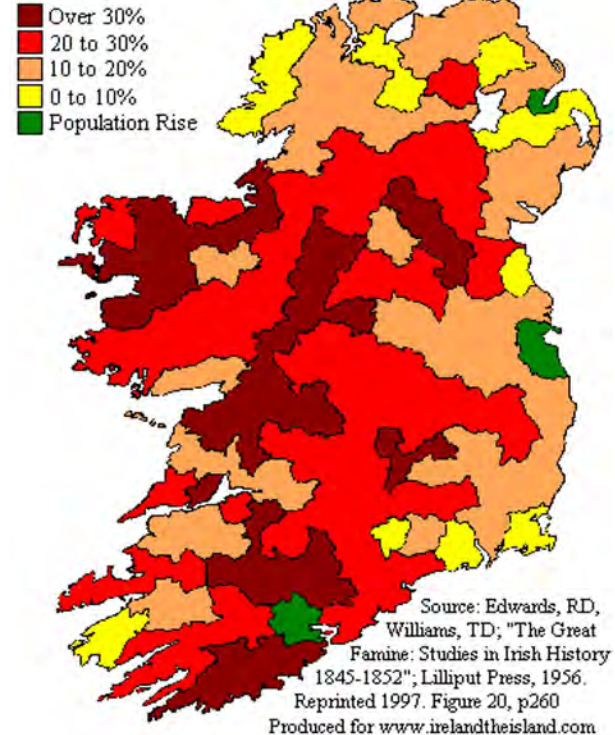 Over 30%
20 to 30%
10 to 20%
0 to 10%
Population Rise
Source: Edwards, RD,
Williams, TD; "The Great
Famine: Studies in Irish History
1845-1852"; Lilliput Press, 1956.
Reprinted 1997. Figure 20, p260
Produced for www.irelandtheisland.com